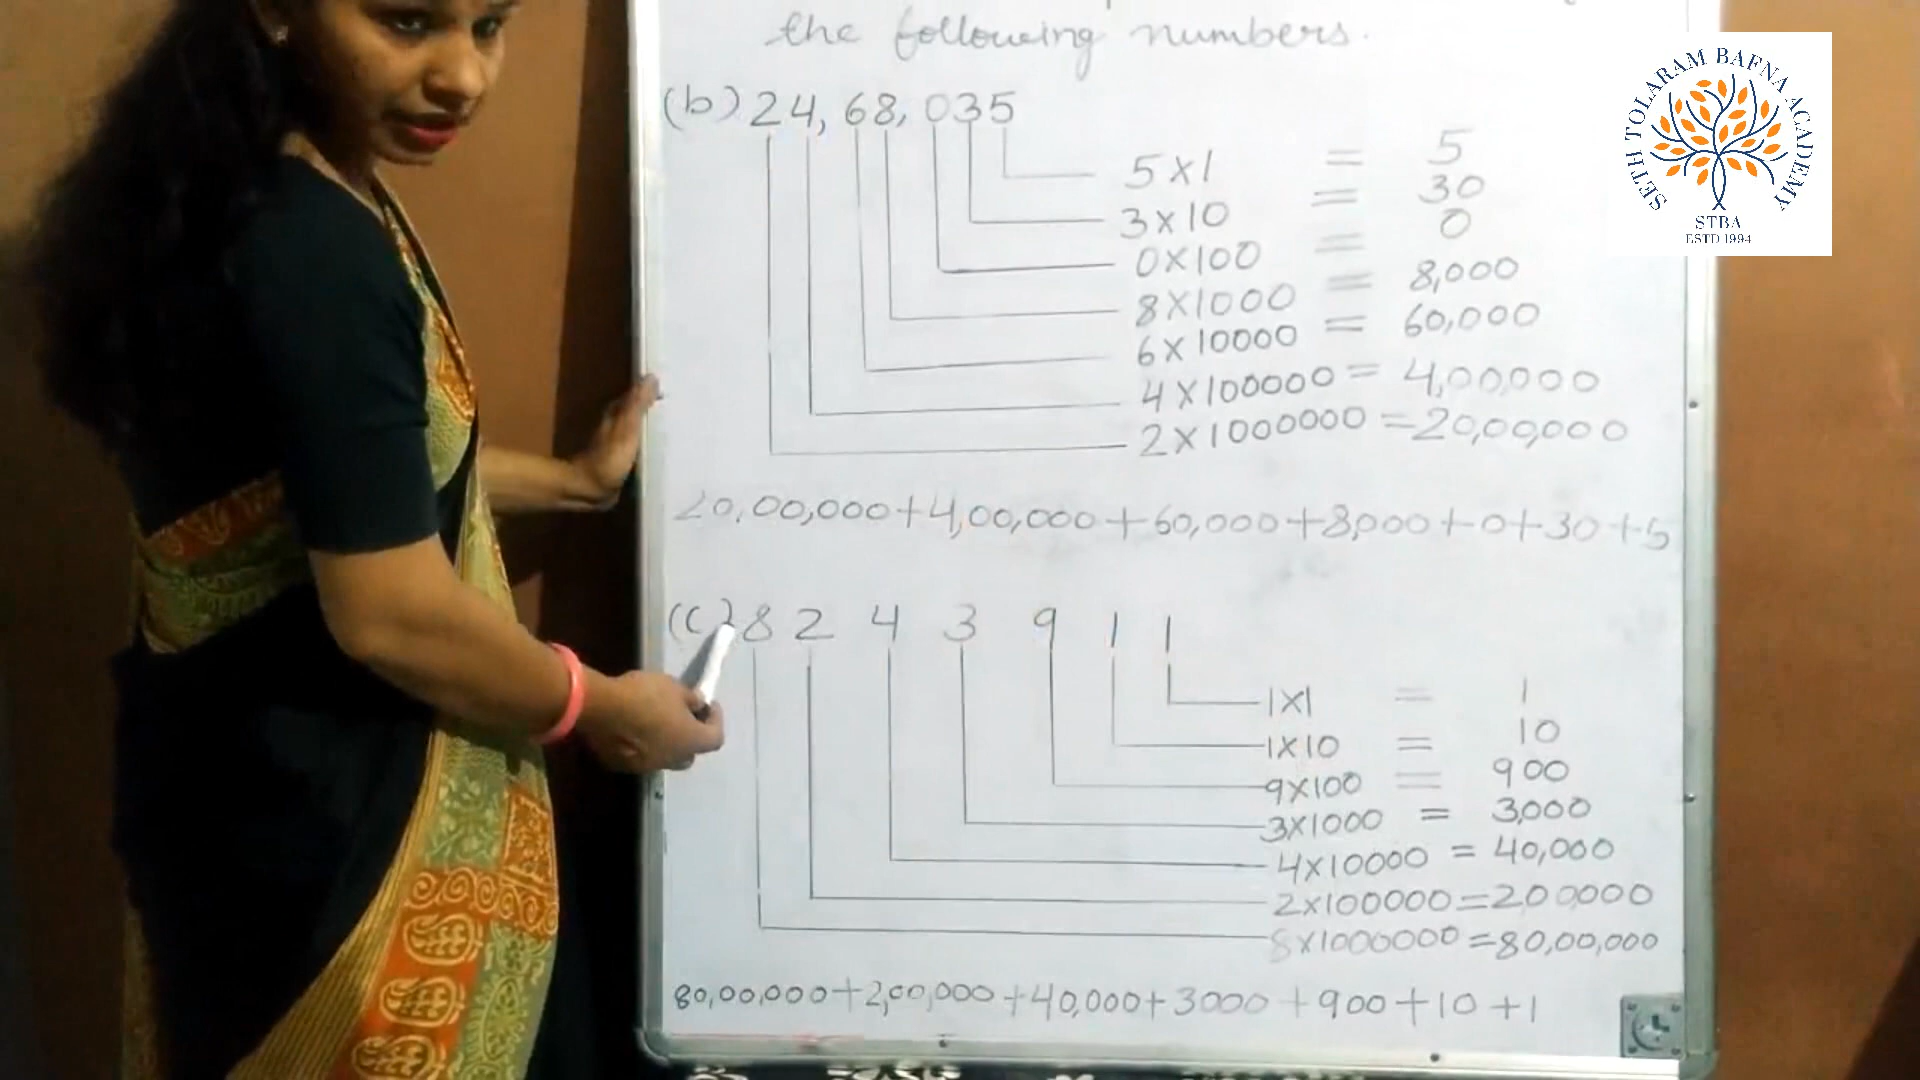 the following numbers.
(b) 24,68,035
5×1 = 5
3×10 = 30
0×100 = 0
8×1000 = 8,000
6×10000 = 60,000
4×100000 = 4,00,000
2×1000000 = 20,00,000
20,00,000+4,00,000+60,000+8,000+0+30+5
(c) 8 2 4 3 9 1 1
1×1 = 1
1×10 = 10
9×100 = 900
3×1000 = 3,000
4×10000 = 40,000
2×100000 = 200000
8×1000000 = 80,00,000
80,00,000+2,00,000+40,000+3000+900+10+1
SETH TOLARAM BAFNA ACADEMY
STBA
ESTD 1994